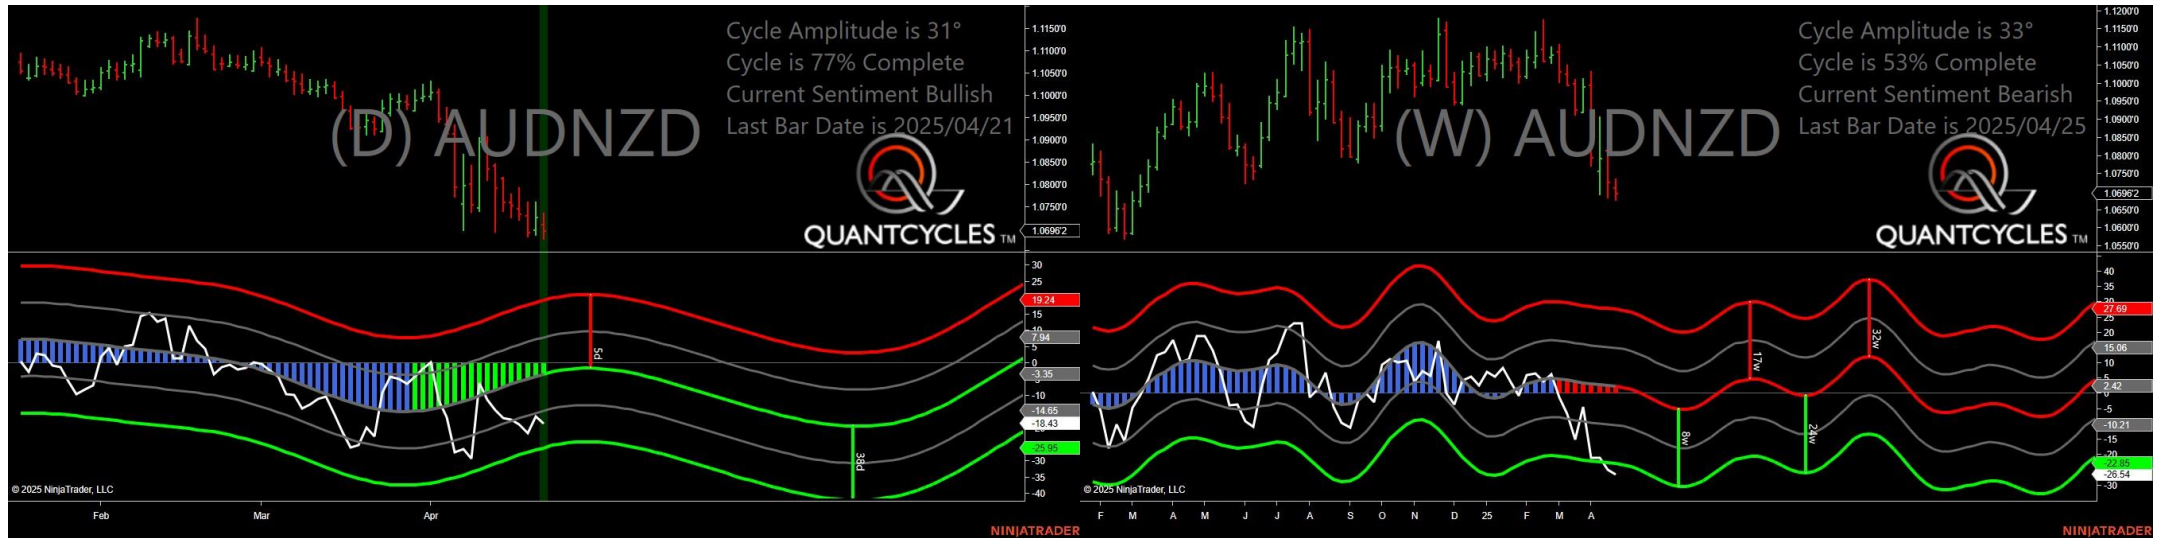 Cycle Amplitude is 31°
Cycle is 77% Complete
Current Sentiment Bullish
Last Bar Date is 2025/04/21
(D) AUDNZD
QUANTCYCLES TM
1.1150'0
1.1100'0
1.1050'0
1.1000'0
1.0950'0
1.0900'0
1.0850'0
1.0800'0
1.0750'0
1.0696'2
30
25
19.24
15
10
7.94
5
0
-3.35
-10
-14.65
-18.43
-25.95
-30
-35
-40
5d
38d
© 2025 NinjaTrader, LLC
Feb Mar Apr
NINJATRADER
Cycle Amplitude is 33°
Cycle is 53% Complete
Current Sentiment Bearish
Last Bar Date is 2025/04/25
(W) AUDNZD
QUANTCYCLES TM
1.1200'0
1.1150'0
1.1100'0
1.1050'0
1.1000'0
1.0950'0
1.0900'0
1.0850'0
1.0800'0
1.0750'0
1.0696'2
1.0650'0
1.0600'0
1.0550'0
40
35
27.69
25
20
15.06
10
5
2.42
0
-5
-10.21
-15
-22.85
-26.54
-30
8w
17w
24w
32w
© 2025 NinjaTrader, LLC
F M A M J J A S O N D 25 F M A
NINJATRADER